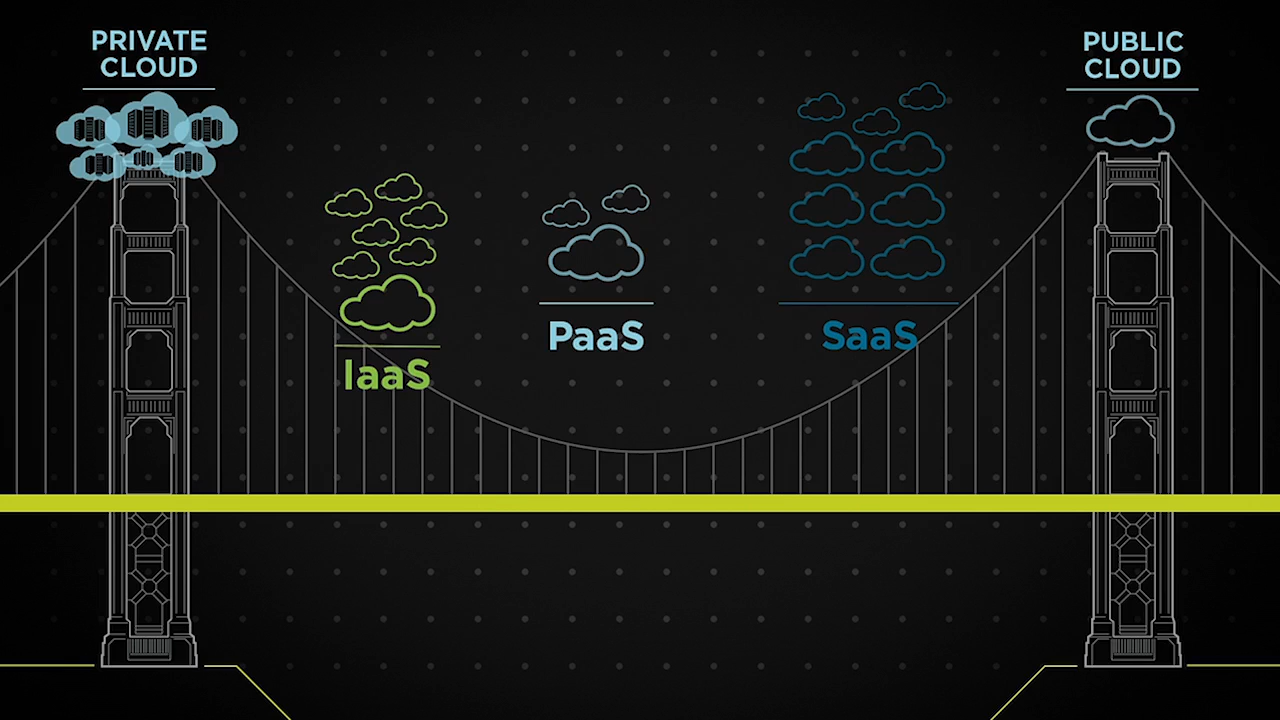 PRIVATE
CLOUD
PUBLIC
CLOUD
IaaS
PaaS
SaaS